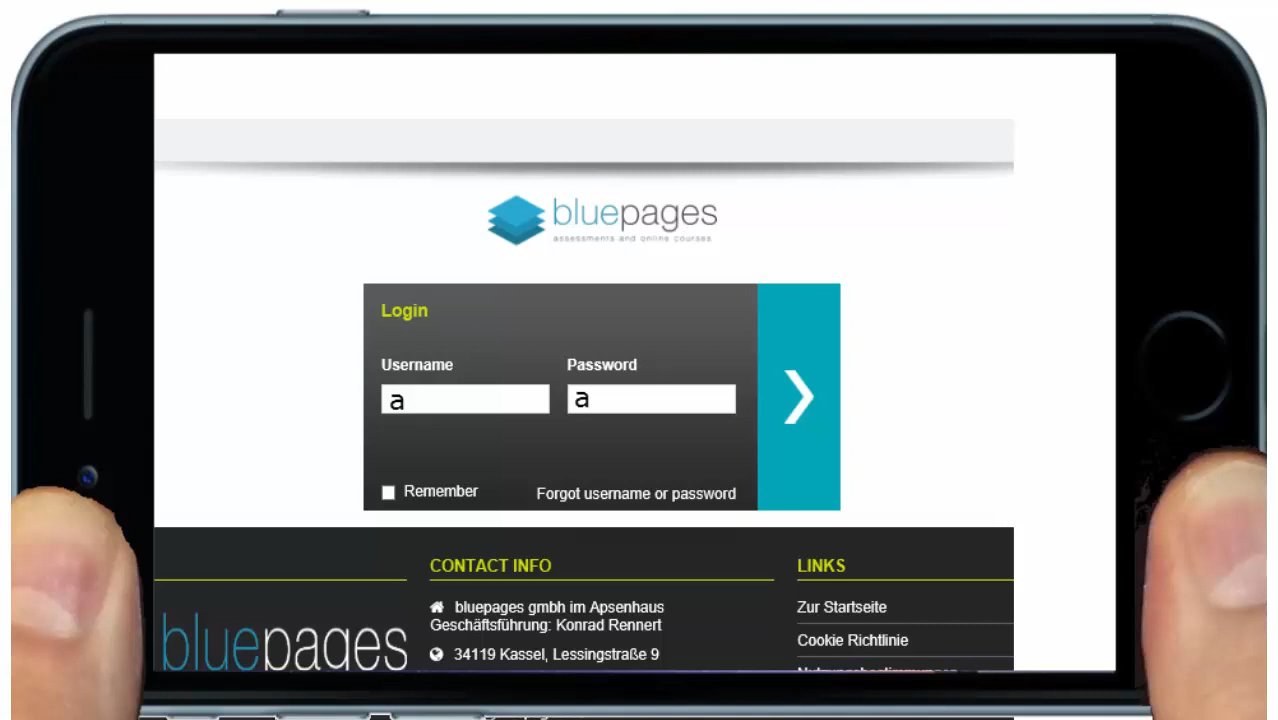 bluepages
assessments and online courses
Login
Username
Password
a
a
Remember
Forgot username or password
CONTACT INFO
LINKS
bluepages gmbh im Apsenhaus
Geschäftsführung: Konrad Rennert
34119 Kassel, Lessingstraße 9
Zur Startseite
Cookie Richtlinie
Nutzungsbestimmungen
bluepages